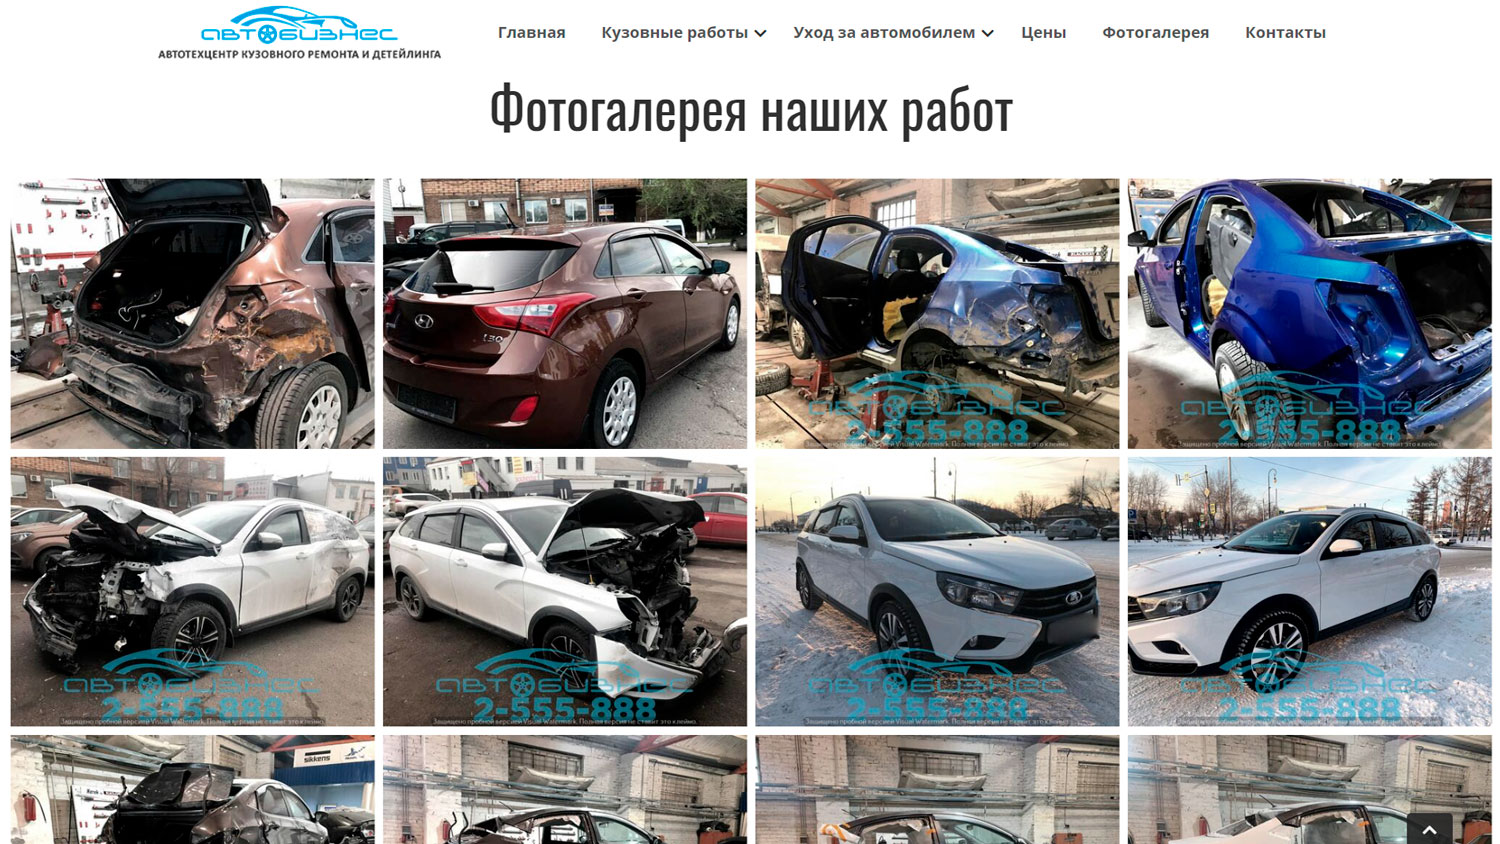 автобизнес
АВТОТЕХЦЕНТР КУЗОВНОГО РЕМОНТА И ДЕТЕЙЛИНГА
Главная
Кузовные работы
Уход за автомобилем
Цены
Фотогалерея
Контакты
Фотогалерея наших работ
i30
автобизнес
2-555-888
Защищено пробной версией Visual Watermark. Полная версия не ставит это клеймо.
автобизнес
2-555-888
Защищено пробной версией Visual Watermark. Полная версия не ставит это клеймо.
автобизнес
2-555-888
Защищено пробной версией Visual Watermark. Полная версия не ставит это клеймо.
автобизнес
2-555-888
Защищено пробной версией Visual Watermark. Полная версия не ставит это клеймо.
автобизнес
2-555-888
Защищено пробной версией Visual Watermark. Полная версия не ставит это клеймо.
автобизнес
2-555-888
Защищено пробной версией Visual Watermark. Полная версия не ставит это клеймо.
sikkens